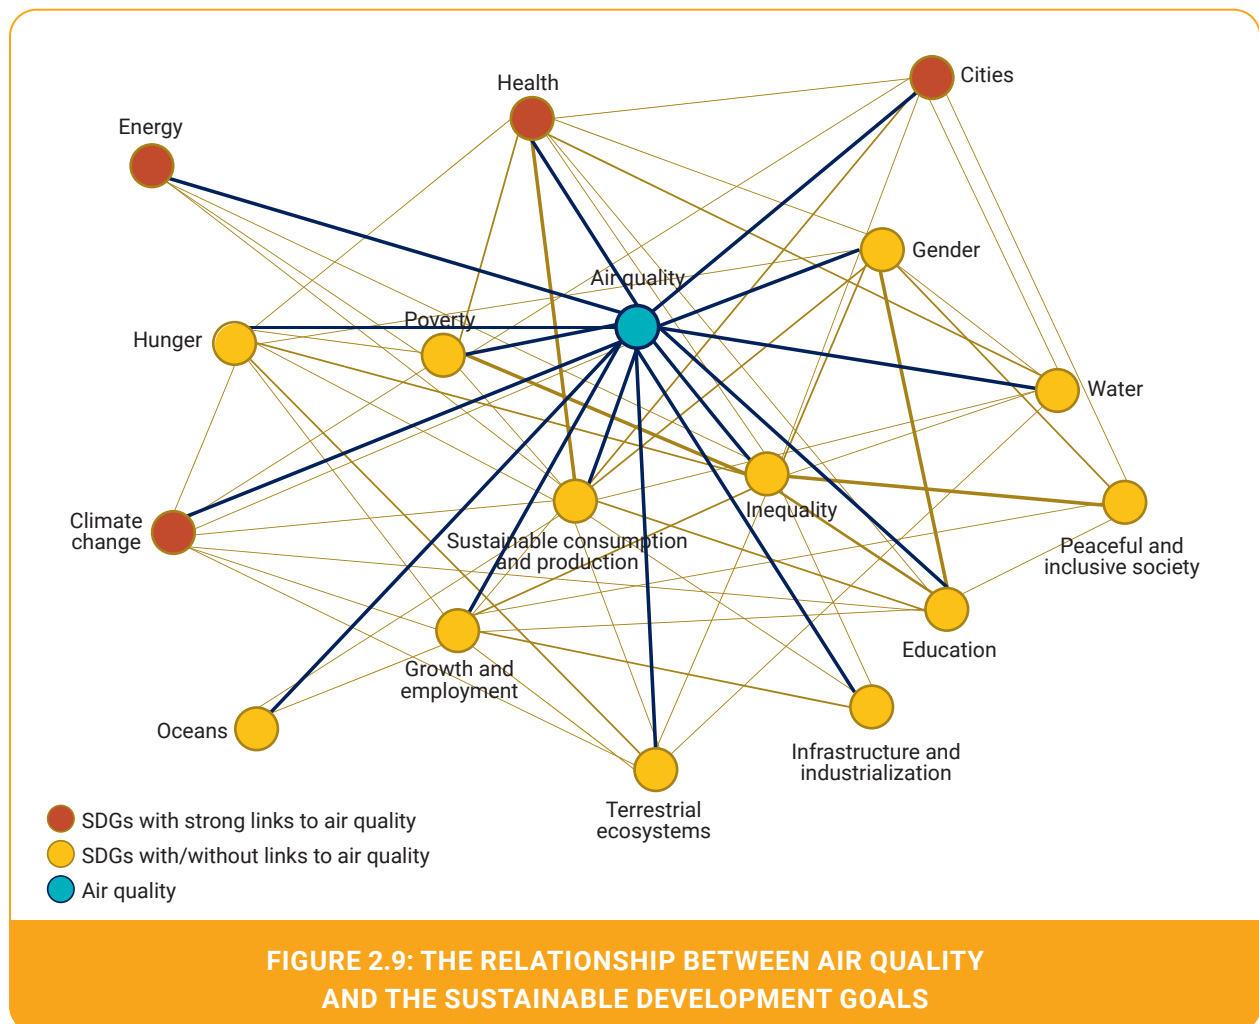 Cities
Health
Energy
Gender
Air quality
Poverty
Hunger
Water
Inequality
Climate
change
Sustainable consumption
and production
Peaceful and
inclusive society
Education
Growth and
employment
Oceans
Infrastructure and
industrialization
Terrestrial
ecosystems
SDGs with strong links to air quality
SDGs with/without links to air quality
Air quality
FIGURE 2.9: THE RELATIONSHIP BETWEEN AIR QUALITY
AND THE SUSTAINABLE DEVELOPMENT GOALS